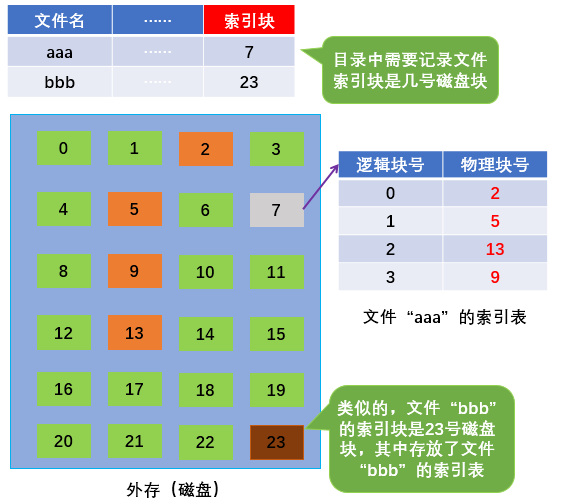 文件名 …… 索引块
aaa …… 7
bbb …… 23
目录中需要记录文件
索引块是几号磁盘块
0 1 2 3
4 5 6 7
8 9 10 11
12 13 14 15
16 17 18 19
20 21 22 23
外存（磁盘）
逻辑块号 物理块号
0 2
1 5
2 13
3 9
文件“aaa”的索引表
类似的，文件“bbb”
的索引块是23号磁盘
块，其中存放了文件
“bbb”的索引表